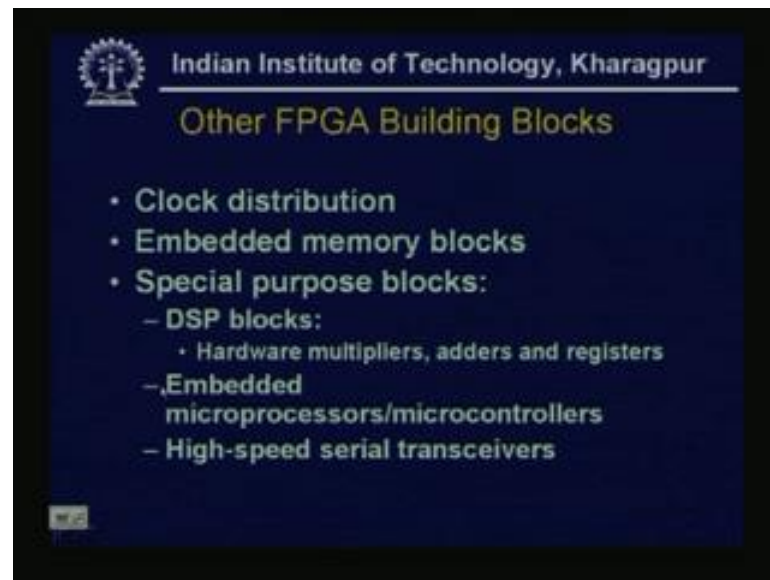 Indian Institute of Technology, Kharagpur
Other FPGA Building Blocks
• Clock distribution
• Embedded memory blocks
• Special purpose blocks:
– DSP blocks:
• Hardware multipliers, adders and registers
– Embedded
microprocessors/microcontrollers
– High-speed serial transceivers